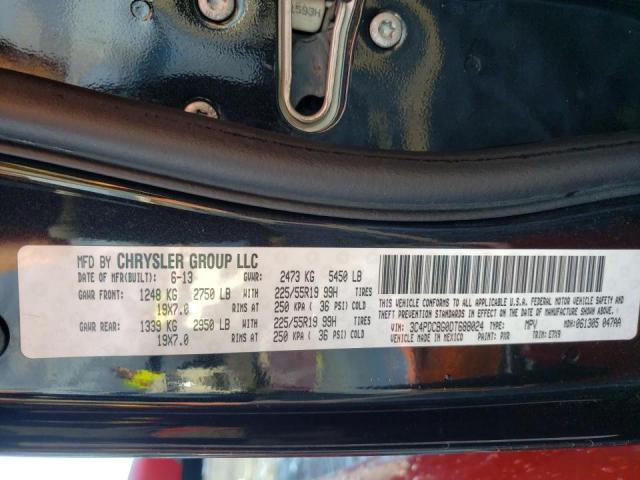 L593H
MFD BY CHRYSLER GROUP LLC
DATE OF MFR(BUILT): 6-13 GVWR: 2473 KG 5450 LB
GAWR FRONT: 1248 KG 2750 LB WITH 225/55R19 99H TIRES
19X7.0 RIMS AT 250 KPA ( 36 PSI) COLD
GAWR REAR: 1339 KG 2950 LB WITH 225/55R19 99H TIRES
19X7.0 RIMS AT 250 KPA ( 36 PSI) COLD
THIS VEHICLE CONFORMS TO ALL APPLICABLE U.S.A. FEDERAL MOTOR VEHICLE SAFETY
AND THEFT PREVENTION STANDARDS IN EFFECT ON THE DATE OF MANUFACTURE SHOWN ABOVE.
VIN: 3C4PDCBG0DT680024 TYPE: MPV MDH:061305 047AA
VEHICLE MADE IN MEXICO PAINT: PXR TRIM: E7X9